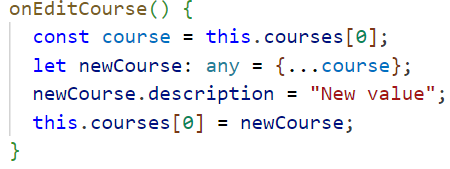 onEditCourse() {
const course = this.courses[0];
let newCourse: any = {...course};
newCourse.description = "New value";
this.courses[0] = newCourse;
}